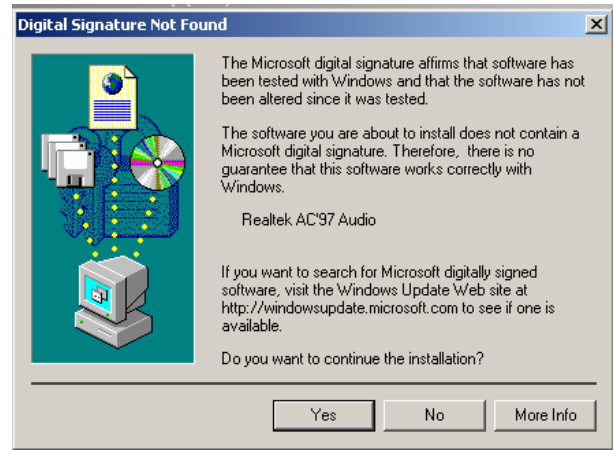 Digital Signature Not Found
The Microsoft digital signature affirms that software has
been tested with Windows and that the software has not
been altered since it was tested.
The software you are about to install does not contain a
Microsoft digital signature. Therefore, there is no
guarantee that this software works correctly with
Windows.
Realtek AC'97 Audio
If you want to search for Microsoft digitally signed
software, visit the Windows Update Web site at
http://windowsupdate.microsoft.com to see if one is
available.
Do you want to continue the installation?
Yes
No
More Info